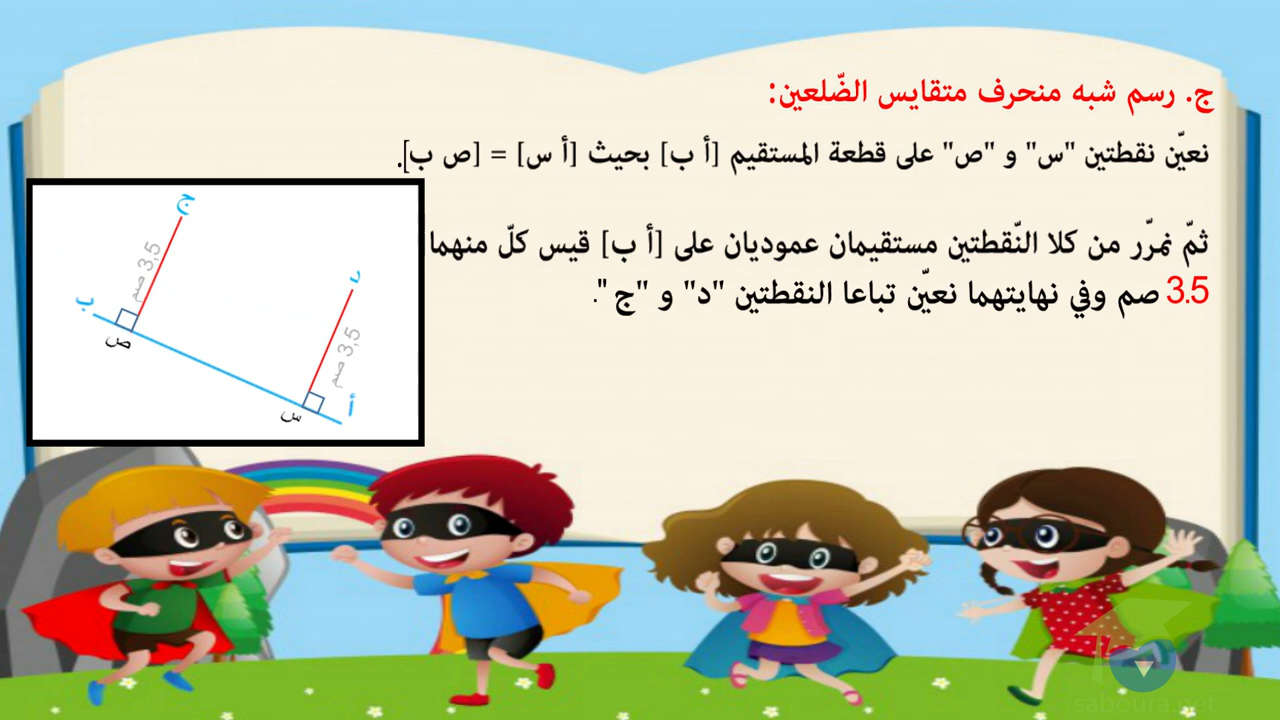 ج. رسم شبه منحرف متقايس الضّلعين:
نعيّن نقطتين "س" و "ص" على قطعة المستقيم [أ ب] بحيث [أ س] = [ص ب].
ثمّ نمرّر من كلا النّقطتين مستقيمان عموديان على [أ ب] قيس كلّ منهما
3.5 صم وفي نهايتهما نعيّن تباعا النقطتين "د" و "ج ".
ج
3,5 صم
د
ب
ص
3,5 صم
أ
س
saboura.net